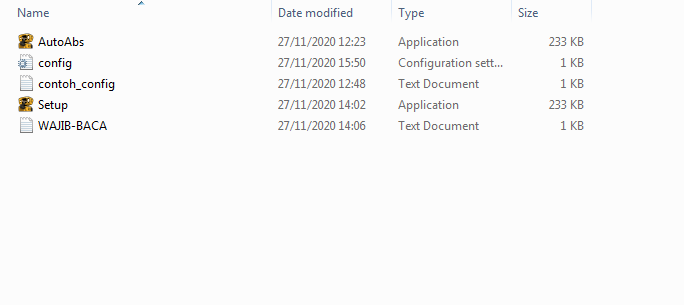 Name Date modified Type Size
AutoAbs 27/11/2020 12:23 Application 233 KB
config 27/11/2020 15:50 Configuration sett... 1 KB
contoh_config 27/11/2020 12:48 Text Document 1 KB
Setup 27/11/2020 14:02 Application 233 KB
WAJIB-BACA 27/11/2020 14:06 Text Document 1 KB